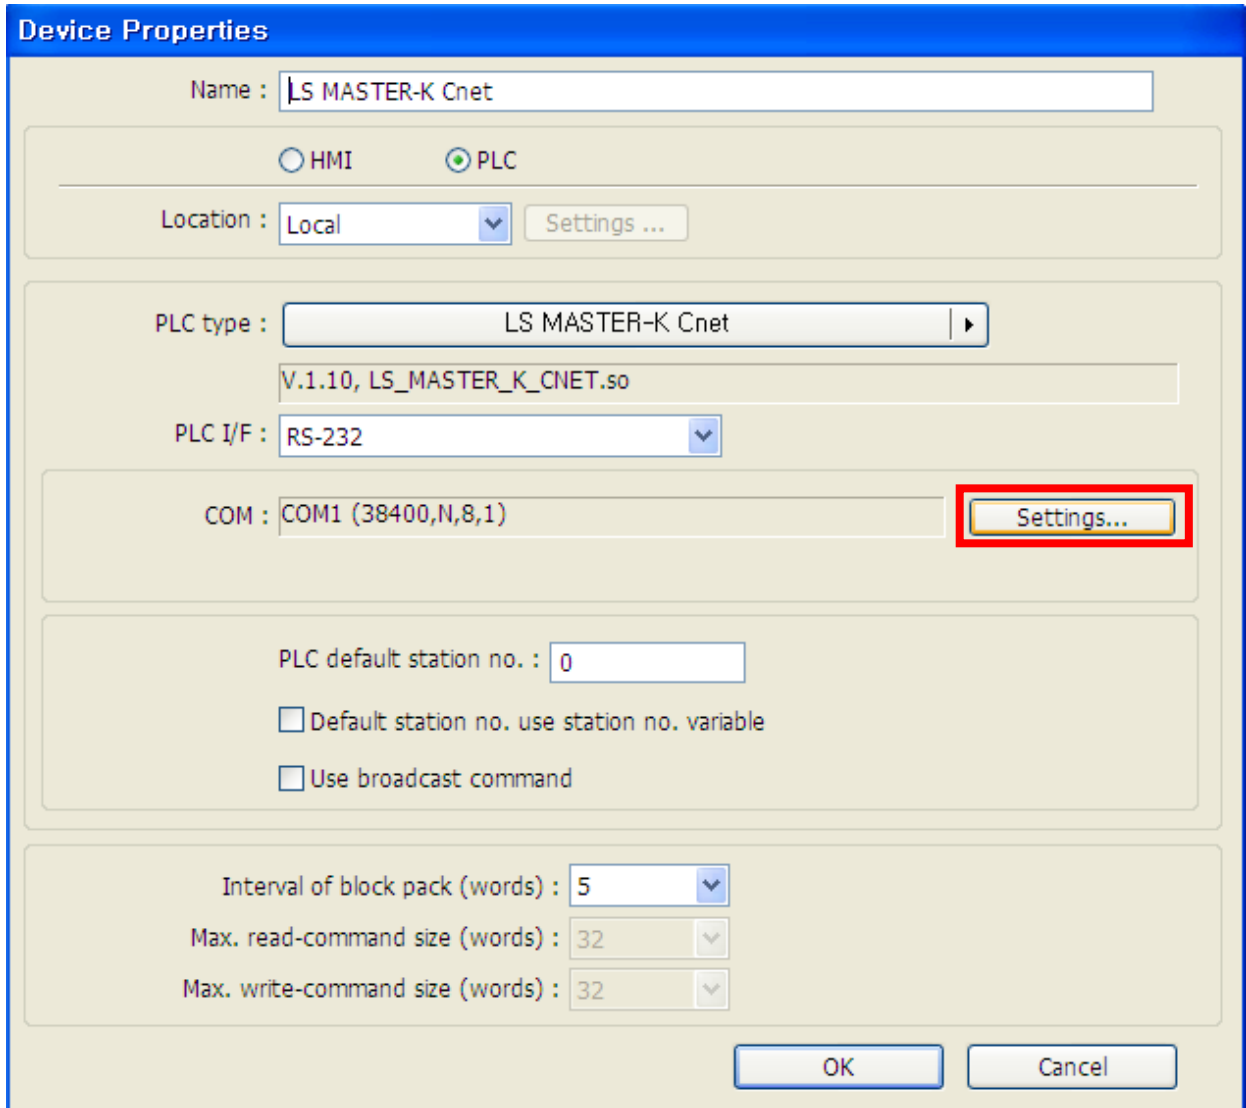 Device Properties
Name : LS MASTER-K Cnet
HMI PLC
Location : Local Settings ...
PLC type : LS MASTER-K Cnet
V.1.10, LS_MASTER_K_CNET.so
PLC I/F : RS-232
COM : COM1 (38400,N,8,1) Settings...
PLC default station no. : 0
Default station no. use station no. variable
Use broadcast command
Interval of block pack (words) : 5
Max. read-command size (words) : 32
Max. write-command size (words) : 32
OK Cancel